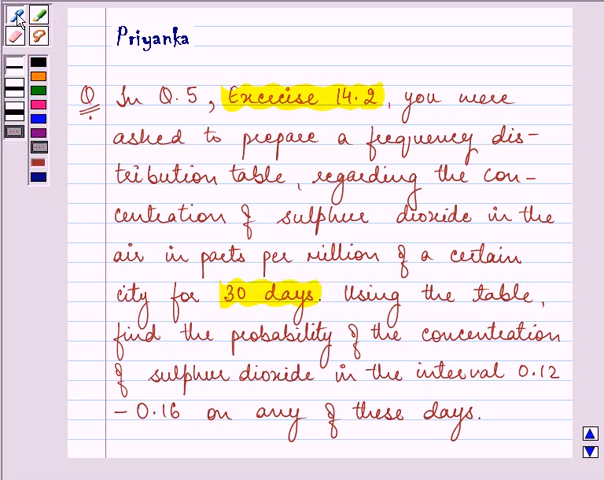 Priyanka
Q In Q.5, Exercise 14.2, you were
asked to prepare a frequency dis-
tribution table, regarding the con-
centration of sulphur dioxide in the
air in parts per million of a certain
city for 30 days. Using the table,
find the probability of the concentration
of sulphur dioxide in the interval 0.12
- 0.16 on any of these days.